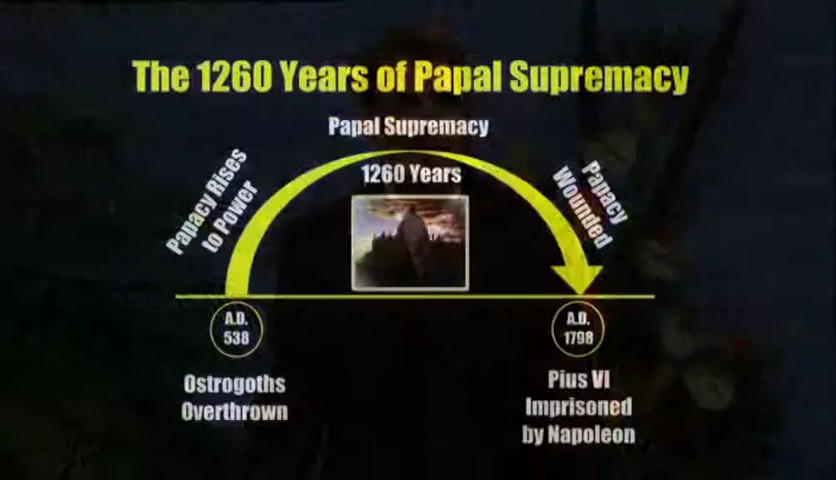 The 1260 Years of Papal Supremacy
Papal Supremacy
1260 Years
Papacy Rises
to Power
Papacy
Wounded
A.D.
538
A.D.
1798
Ostrogoths
Overthrown
Pius VI
Imprisoned
by Napoleon